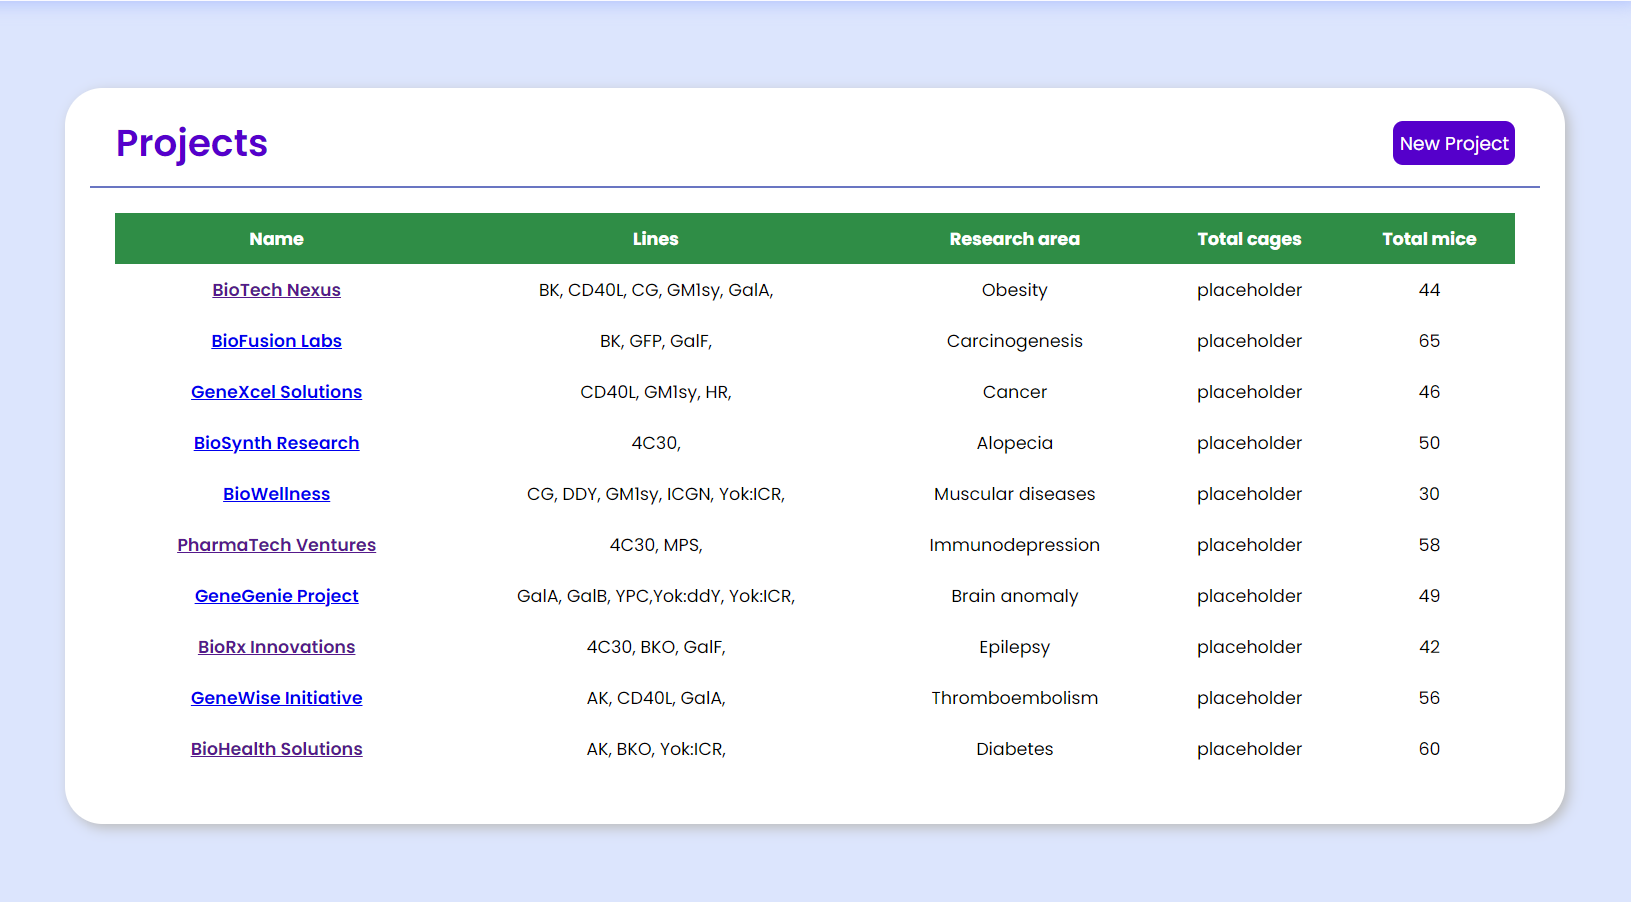 Projects New Project
Name Lines Research area Total cages Total mice
BioTech Nexus BK, CD40L, CG, GM1sy, GalA, Obesity placeholder 44
BioFusion Labs BK, GFP, GalF, Carcinogenesis placeholder 65
GeneXcel Solutions CD40L, GM1sy, HR, Cancer placeholder 46
BioSynth Research 4C30, Alopecia placeholder 50
BioWellness CG, DDY, GM1sy, ICGN, Yok:ICR, Muscular diseases placeholder 30
PharmaTech Ventures 4C30, MPS, Immunodepression placeholder 58
GeneGenie Project GalA, GalB, YPC,Yok:ddY, Yok:ICR, Brain anomaly placeholder 49
BioRx Innovations 4C30, BKO, GalF, Epilepsy placeholder 42
GeneWise Initiative AK, CD40L, GalA, Thromboembolism placeholder 56
BioHealth Solutions AK, BKO, Yok:ICR, Diabetes placeholder 60